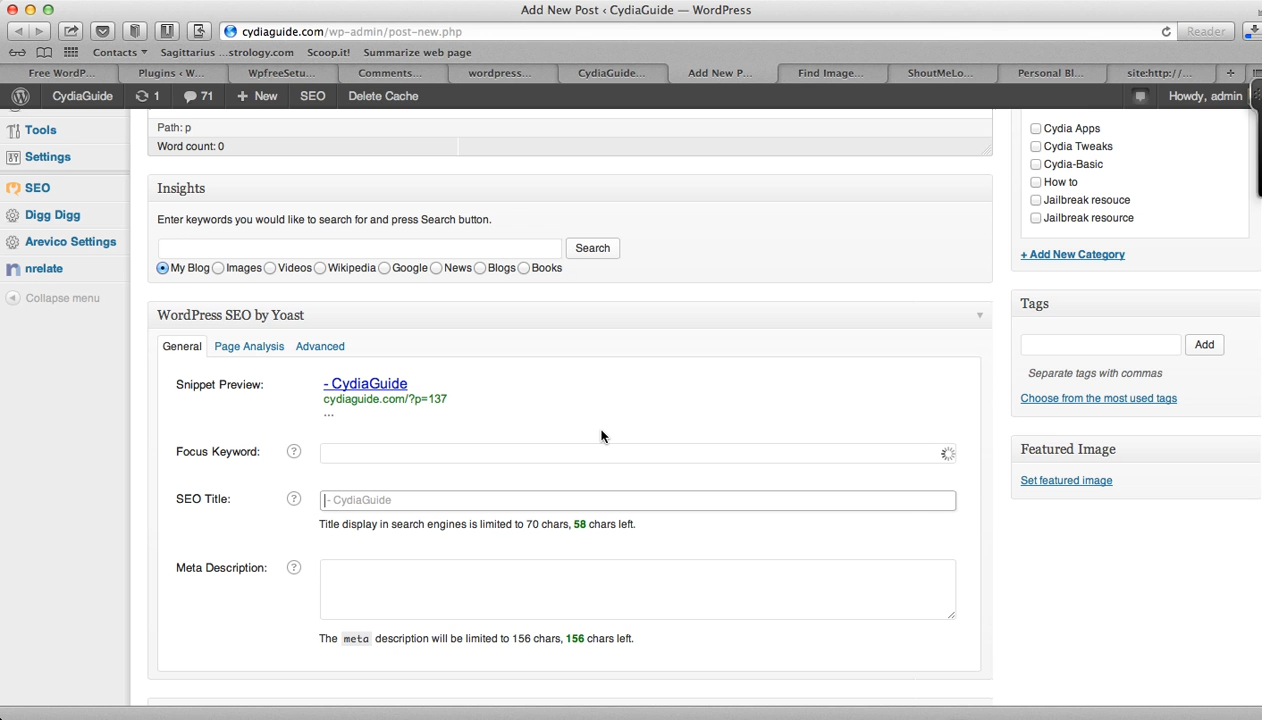 Add New Post ‹ CydiaGuide — WordPress
cydiaguide.com/wp-admin/post-new.php
Reader
Contacts Sagittarius ...strology.com Scoop.it! Summarize web page
Free WordP... Plugins ‹ W... WpfreeSetu... Comments... wordpress... CydiaGuide... Add New P... Find Image... ShoutMeLo... Personal Bl... site:http://... +
CydiaGuide 1 71 + New SEO Delete Cache Howdy, admin
Tools
Settings
SEO
Digg Digg
Arevico Settings
nrelate
Collapse menu
Path: p
Word count: 0
Insights
Enter keywords you would like to search for and press Search button.
Search
My Blog Images Videos Wikipedia Google News Blogs Books
WordPress SEO by Yoast
General Page Analysis Advanced
Snippet Preview: - CydiaGuide
cydiaguide.com/?p=137
...
Focus Keyword: ?
SEO Title: ? - CydiaGuide
Title display in search engines is limited to 70 chars, 58 chars left.
Meta Description: ?
The meta description will be limited to 156 chars, 156 chars left.
Cydia Apps
Cydia Tweaks
Cydia-Basic
How to
Jailbreak resouce
Jailbreak resource
+ Add New Category
Tags
Add
Separate tags with commas
Choose from the most used tags
Featured Image
Set featured image